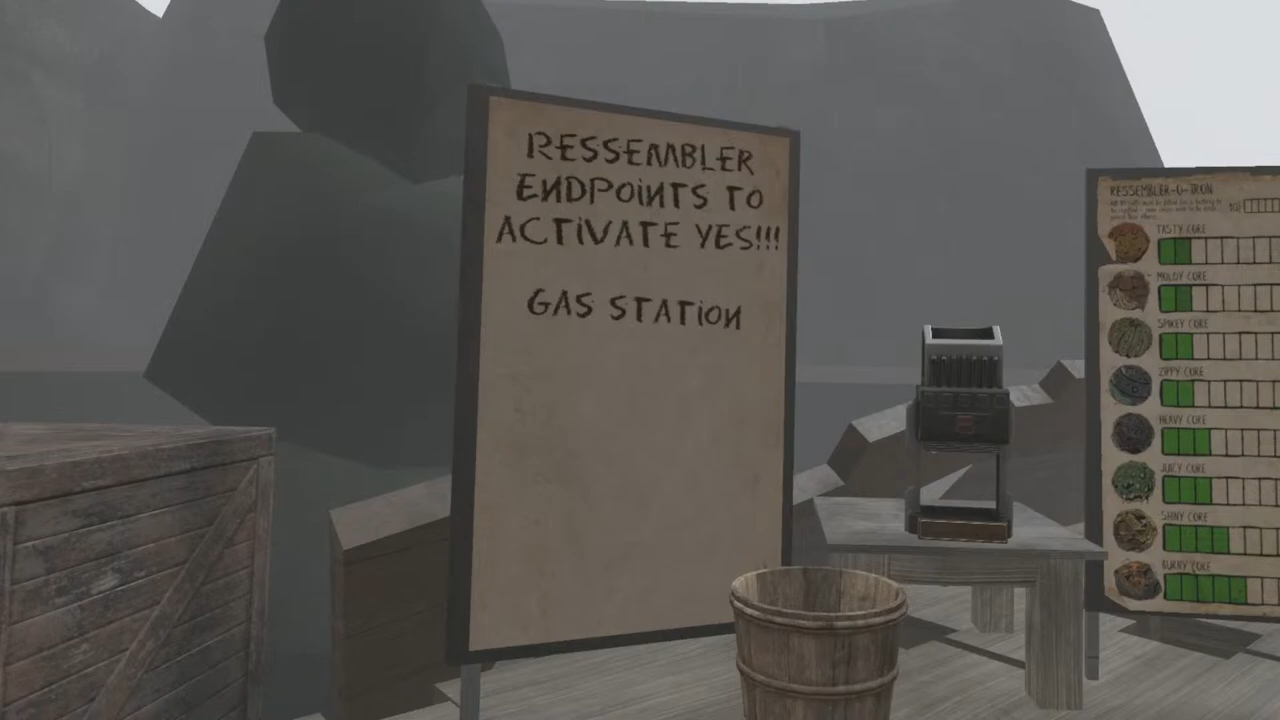 RESSEMBLER
ENDPOINTS TO
ACTIVATE YES!!!
GAS STATION
RESSEMBLER-O-TRON
TASTY CORE
MOLDY CORE
SPIKEY CORE
ZIPPY CORE
HEAVY CORE
JUICY CORE
SHINY CORE
BURNY CORE